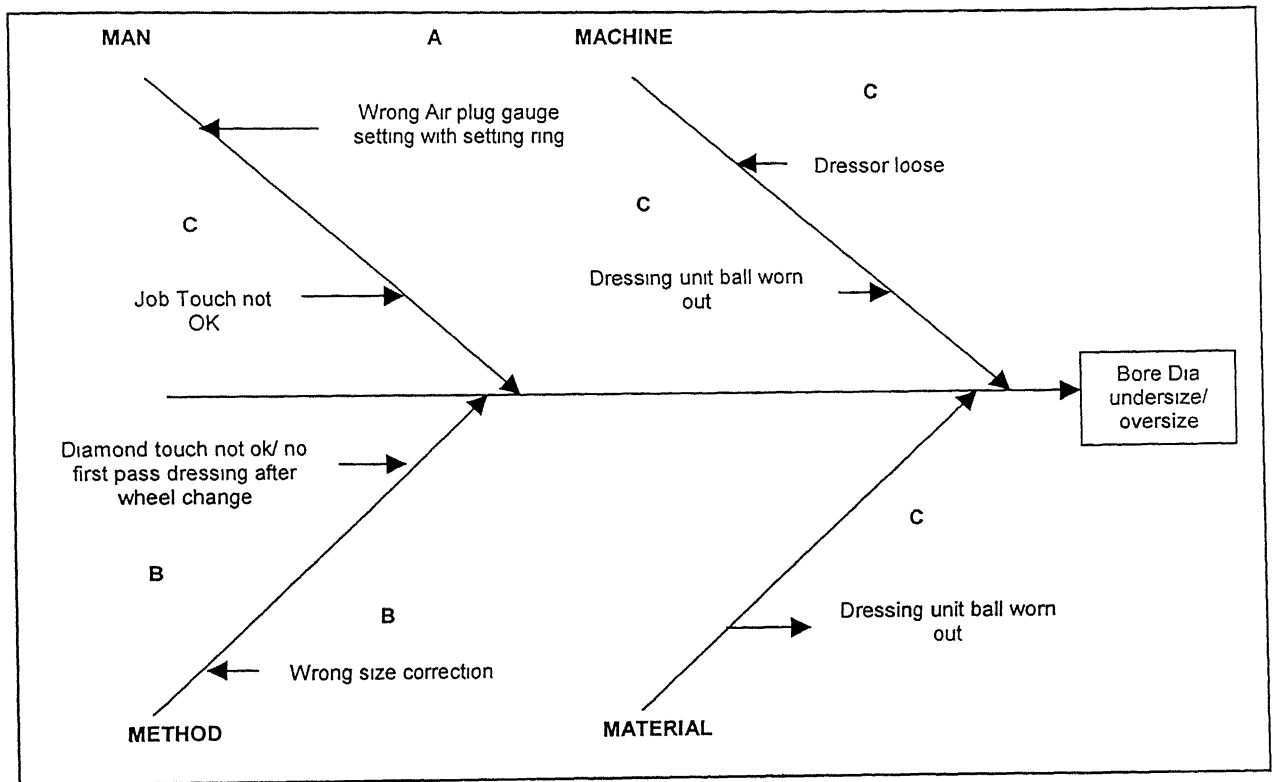 MAN
A
MACHINE
C
Wrong Air plug gauge
setting with setting ring
Dressor loose
C
C
Job Touch not
OK
Dressing unit ball worn
out
Bore Dia
undersize/
oversize
Diamond touch not ok/ no
first pass dressing after
wheel change
C
B
B
Dressing unit ball worn
out
Wrong size correction
METHOD
MATERIAL